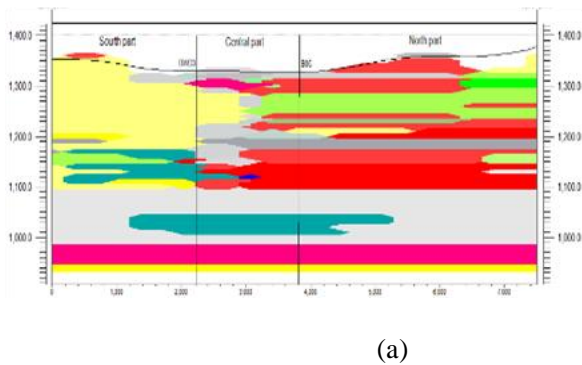 South part Central part North part
1,400.0 1,400.0
BOC
1,300.0 1,300.0
1,200.0 1,200.0
1,100.0 1,100.0
1,000.0 1,000.0
0 1,000 2,000 3,000 4,000 5,000 6,000 7,000
(a)